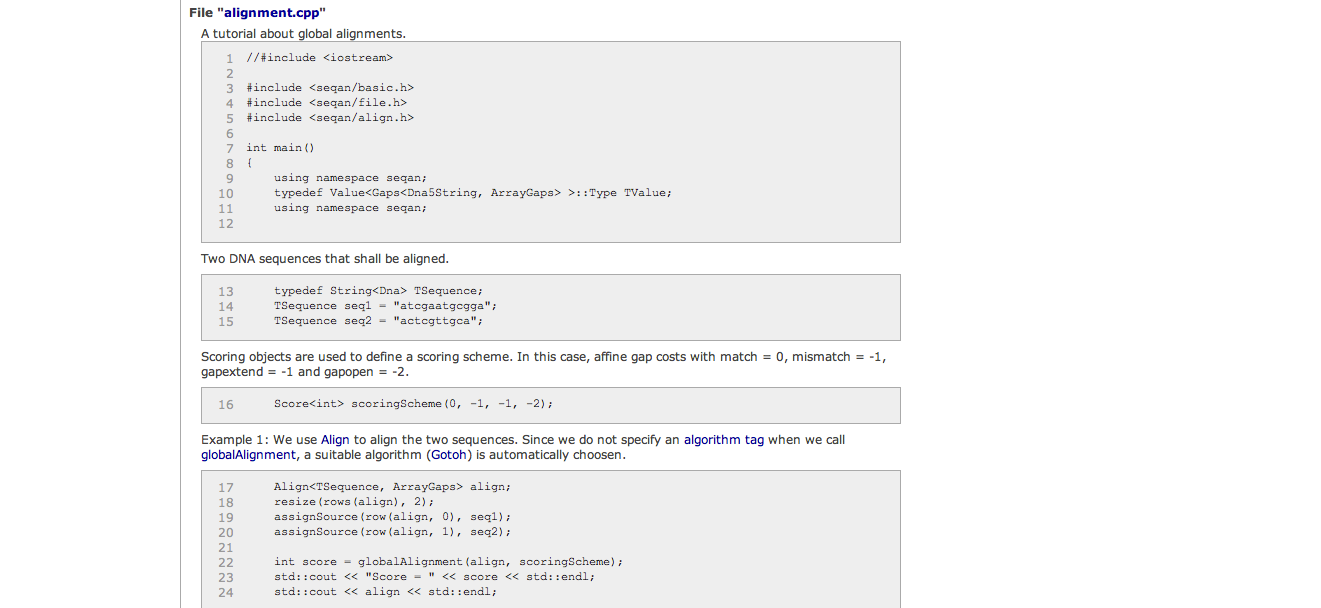 File "alignment.cpp"
A tutorial about global alignments.
1 //#include <iostream>
2
3 #include <seqan/basic.h>
4 #include <seqan/file.h>
5 #include <seqan/align.h>
6
7 int main()
8 {
9     using namespace seqan;
10     typedef Value<Gaps<Dna5String, ArrayGaps> >::Type TValue;
11     using namespace seqan;
12
Two DNA sequences that shall be aligned.
13     typedef String<Dna> TSequence;
14     TSequence seq1 = "atcgaatgcgga";
15     TSequence seq2 = "actcgttgca";
Scoring objects are used to define a scoring scheme. In this case, affine gap costs with match = 0, mismatch = -1,
gapextend = -1 and gapopen = -2.
16     Score<int> scoringScheme(0, -1, -1, -2);
Example 1: We use Align to align the two sequences. Since we do not specify an algorithm tag when we call
globalAlignment, a suitable algorithm (Gotoh) is automatically choosen.
17     Align<TSequence, ArrayGaps> align;
18     resize(rows(align), 2);
19     assignSource(row(align, 0), seq1);
20     assignSource(row(align, 1), seq2);
21
22     int score = globalAlignment(align, scoringScheme);
23     std::cout << "Score = " << score << std::endl;
24     std::cout << align << std::endl;